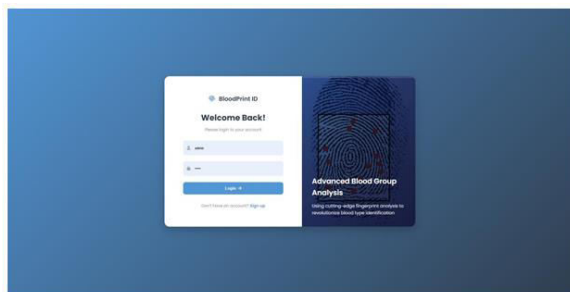 BloodPrint ID
Welcome Back!
Please login to your account
Login →
Don't have an account? Sign up
Advanced Blood Group
Analysis
Using cutting-edge fingerprint analysis to
revolutionize blood type identification